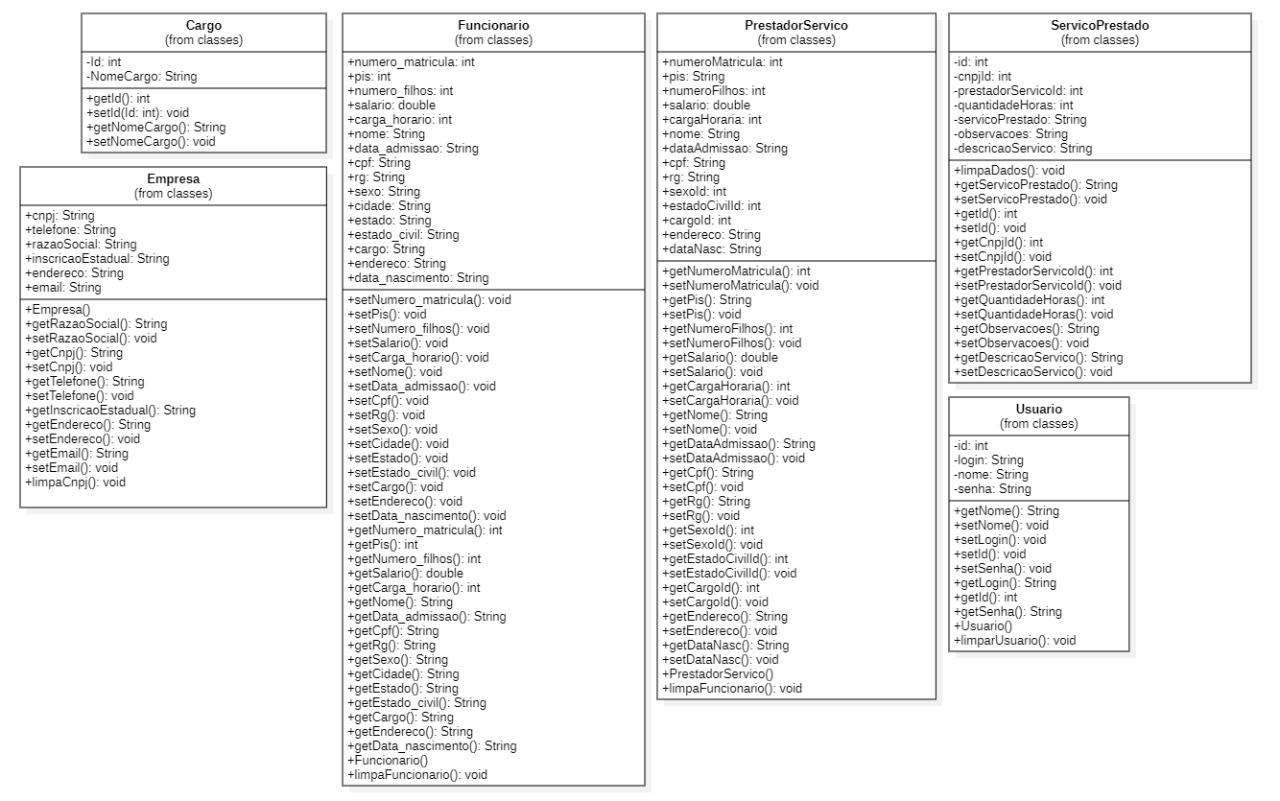 Cargo
(from classes)
-Id: int
-NomeCargo: String
+getId(): int
+setId(Id: int): void
+getNomeCargo(): String
+setNomeCargo(): void
Empresa
(from classes)
+cnpj: String
+telefone: String
+razaoSocial: String
+inscricaoEstadual: String
+endereco: String
+email: String
+Empresa()
+getRazaoSocial(): String
+setRazaoSocial(): void
+getCnpj(): String
+setCnpj(): void
+getTelefone(): String
+setTelefone(): void
+getInscricaoEstadual(): String
+getEndereco(): String
+setEndereco(): void
+getEmail(): String
+setEmail(): void
+limpaCnpj(): void
Funcionario
(from classes)
+numero_matricula: int
+pis: int
+numero_filhos: int
+salario: double
+carga_horario: int
+nome: String
+data_admissao: String
+cpf: String
+rg: String
+sexo: String
+cidade: String
+estado: String
+estado_civil: String
+cargo: String
+endereco: String
+data_nascimento: String
+setNumero_matricula(): void
+setPis(): void
+setNumero_filhos(): void
+setSalario(): void
+setCarga_horario(): void
+setNome(): void
+setData_admissao(): void
+setCpf(): void
+setRg(): void
+setSexo(): void
+setCidade(): void
+setEstado(): void
+setEstado_civil(): void
+setCargo(): void
+setEndereco(): void
+setData_nascimento(): void
+getNumero_matricula(): int
+getPis(): int
+getNumero_filhos(): int
+getSalario(): double
+getCarga_horario(): int
+getNome(): String
+getData_admissao(): String
+getCpf(): String
+getRg(): String
+getSexo(): String
+getCidade(): String
+getEstado(): String
+getEstado_civil(): String
+getCargo(): String
+getEndereco(): String
+getData_nascimento(): String
+Funcionario()
+limpaFuncionario(): void
PrestadorServico
(from classes)
+numeroMatricula: int
+pis: String
+numeroFilhos: int
+salario: double
+cargaHoraria: int
+nome: String
+dataAdmissao: String
+cpf: String
+rg: String
+sexoId: int
+estadoCivilId: int
+cargoId: int
+endereco: String
+dataNasc: String
+getNumeroMatricula(): int
+setNumeroMatricula(): void
+getPis(): String
+setPis(): void
+getNumeroFilhos(): int
+setNumeroFilhos(): void
+getSalario(): double
+setSalario(): void
+getCargaHoraria(): int
+setCargaHoraria(): void
+getNome(): String
+setNome(): void
+getDataAdmissao(): String
+setDataAdmissao(): void
+getCpf(): String
+setCpf(): void
+getRg(): String
+setRg(): void
+getSexoId(): int
+setSexoId(): void
+getEstadoCivilId(): int
+setEstadoCivilId(): void
+getCargoId(): int
+setCargoId(): void
+getEndereco(): String
+setEndereco(): void
+getDataNasc(): String
+setDataNasc(): void
+PrestadorServico()
+limpaFuncionario(): void
ServicoPrestado
(from classes)
-id: int
-cnpjId: int
-prestadorServicoId: int
-quantidadeHoras: int
-servicoPrestado: String
-observacoes: String
-descricaoServico: String
+limpaDados(): void
+getServicoPrestado(): String
+setServicoPrestado(): void
+getId(): int
+setId(): void
+getCnpjId(): int
+setCnpjId(): void
+getPrestadorServicoId(): int
+setPrestadorServicoId(): void
+getQuantidadeHoras(): int
+setQuantidadeHoras(): void
+getObservacoes(): String
+setObservacoes(): void
+getDescricaoServico(): String
+setDescricaoServico(): void
Usuario
(from classes)
-id: int
-login: String
-nome: String
-senha: String
+getNome(): String
+setNome(): void
+setLogin(): void
+setId(): void
+setSenha(): void
+getLogin(): String
+getId(): int
+getSenha(): String
+Usuario()
+limparUsuario(): void